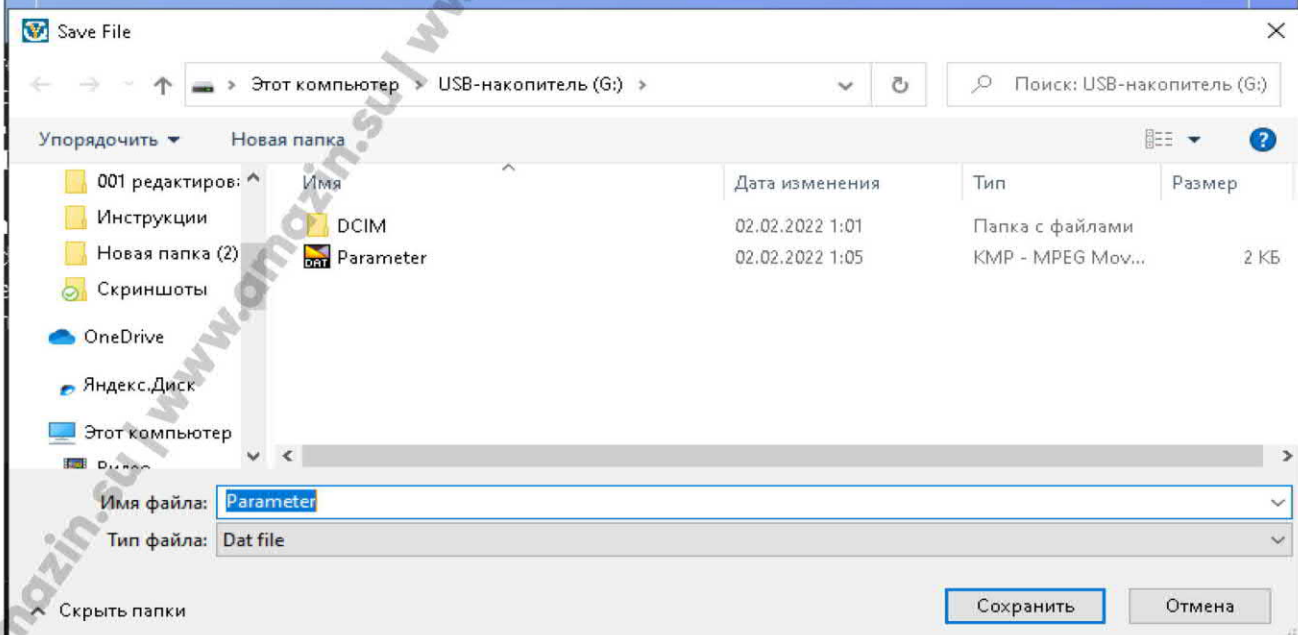 Save File
Этот компьютер > USB-накопитель (G:) >
Поиск: USB-накопитель (G:)
Упорядочить
Новая папка
Имя
Дата изменения
Тип
Размер
001 редактирова
Инструкции
Новая папка (2)
Скриншоты
OneDrive
Яндекс.Диск
Этот компьютер
Видео
DCIM 02.02.2022 1:01 Папка с файлами
DAT Parameter 02.02.2022 1:05 KMP - MPEG Mov... 2 КБ
Имя файла: Parameter
Тип файла: Dat file
Скрыть папки
Сохранить
Отмена
www.amazin.su | www.amazin.su | w